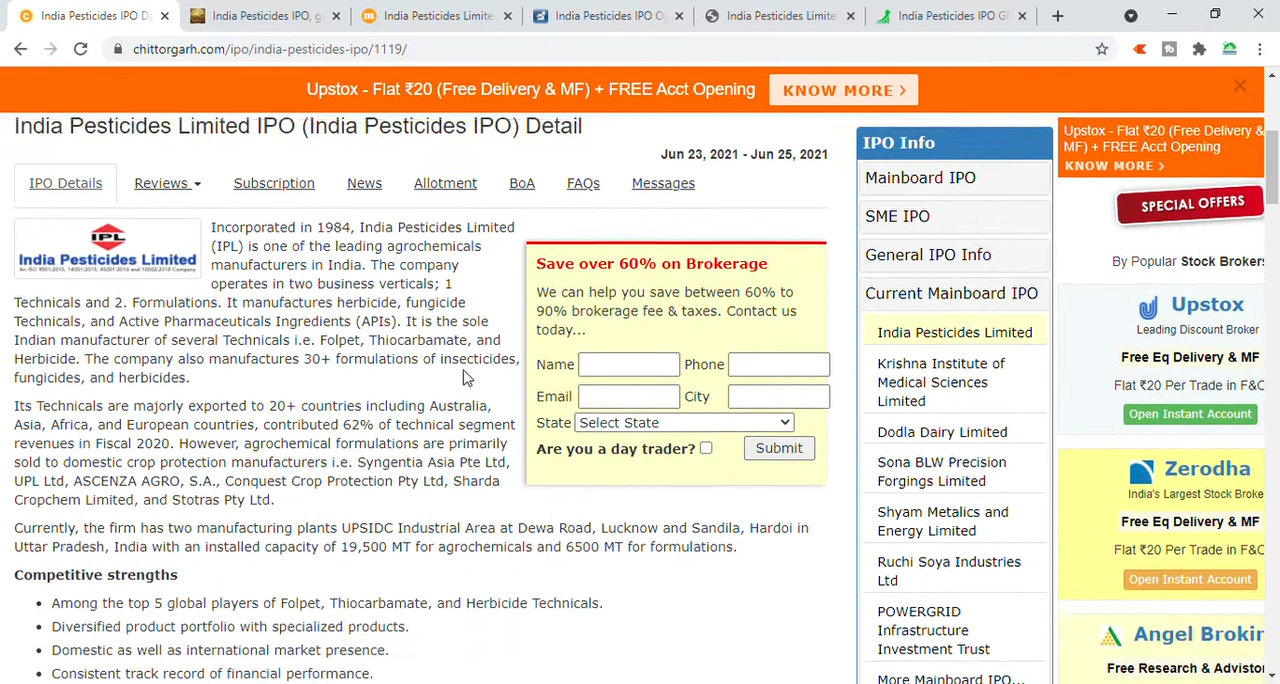 India Pesticides IPO D
India Pesticides IPO, g
India Pesticides Limite
India Pesticides IPO O
India Pesticides Limite
India Pesticides IPO G
chittorgarh.com/ipo/india-pesticides-ipo/1119/
Upstox - Flat ₹20 (Free Delivery & MF) + FREE Acct Opening
KNOW MORE >
India Pesticides Limited IPO (India Pesticides IPO) Detail
Jun 23, 2021 - Jun 25, 2021
IPO Details
Reviews
Subscription
News
Allotment
BoA
FAQs
Messages
IPL
India Pesticides Limited
An ISO 9001:2015, 14001:2015, 45001:2018 and 10002:2018 Company
Incorporated in 1984, India Pesticides Limited
(IPL) is one of the leading agrochemicals
manufacturers in India. The company
operates in two business verticals; 1
Technicals and 2. Formulations. It manufactures herbicide, fungicide
Technicals, and Active Pharmaceuticals Ingredients (APIs). It is the sole
Indian manufacturer of several Technicals i.e. Folpet, Thiocarbamate, and
Herbicide. The company also manufactures 30+ formulations of insecticides,
fungicides, and herbicides.
Its Technicals are majorly exported to 20+ countries including Australia,
Asia, Africa, and European countries, contributed 62% of technical segment
revenues in Fiscal 2020. However, agrochemical formulations are primarily
sold to domestic crop protection manufacturers i.e. Syngentia Asia Pte Ltd,
UPL Ltd, ASCENZA AGRO, S.A., Conquest Crop Protection Pty Ltd, Sharda
Cropchem Limited, and Stotras Pty Ltd.
Currently, the firm has two manufacturing plants UPSIDC Industrial Area at Dewa Road, Lucknow and Sandila, Hardoi in
Uttar Pradesh, India with an installed capacity of 19,500 MT for agrochemicals and 6500 MT for formulations.
Competitive strengths
• Among the top 5 global players of Folpet, Thiocarbamate, and Herbicide Technicals.
• Diversified product portfolio with specialized products.
• Domestic as well as international market presence.
• Consistent track record of financial performance.
Save over 60% on Brokerage
We can help you save between 60% to
90% brokerage fee & taxes. Contact us
today...
Name
Phone
Email
City
State
Select State
Are you a day trader?
Submit
IPO Info
Mainboard IPO
SME IPO
General IPO Info
Current Mainboard IPO
India Pesticides Limited
Krishna Institute of
Medical Sciences
Limited
Dodla Dairy Limited
Sona BLW Precision
Forgings Limited
Shyam Metalics and
Energy Limited
Ruchi Soya Industries
Ltd
POWERGRID
Infrastructure
Investment Trust
More Mainboard IPO...
Upstox - Flat ₹20 (Free Delivery &
MF) + FREE Acct Opening
KNOW MORE >
SPECIAL OFFERS
By Popular Stock Brokers
Upstox
Leading Discount Broker
Free Eq Delivery & MF
Flat ₹20 Per Trade in F&O
Open Instant Account
Zerodha
India's Largest Stock Broke
Free Eq Delivery & MF
Flat ₹20 Per Trade in F&O
Open Instant Account
Angel Brokin
Free Research & Advisor